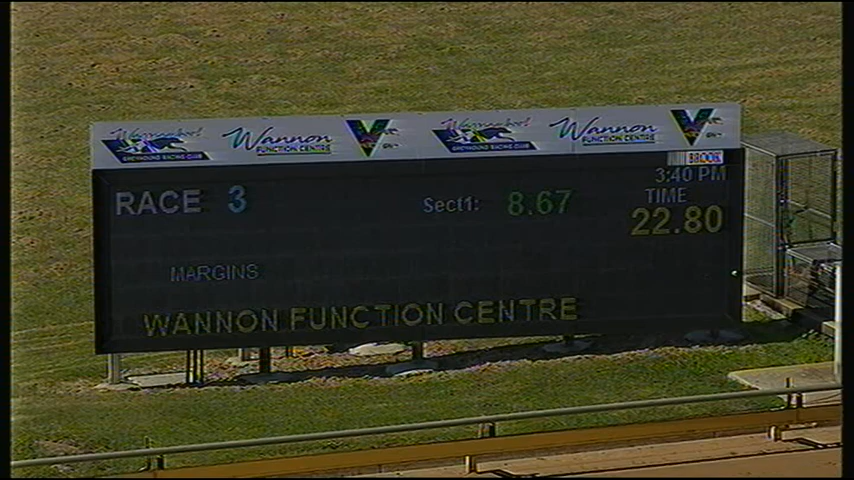 Warrnambool Wannon V Warrnambool Wannon V
GREYHOUND RACING CLUB FUNCTION CENTRE GREYHOUND RACING CLUB FUNCTION CENTRE
BROOK
3:40 PM
RACE 3 Sect1: 8.67 TIME
22.80
MARGINS
WANNON FUNCTION CENTRE